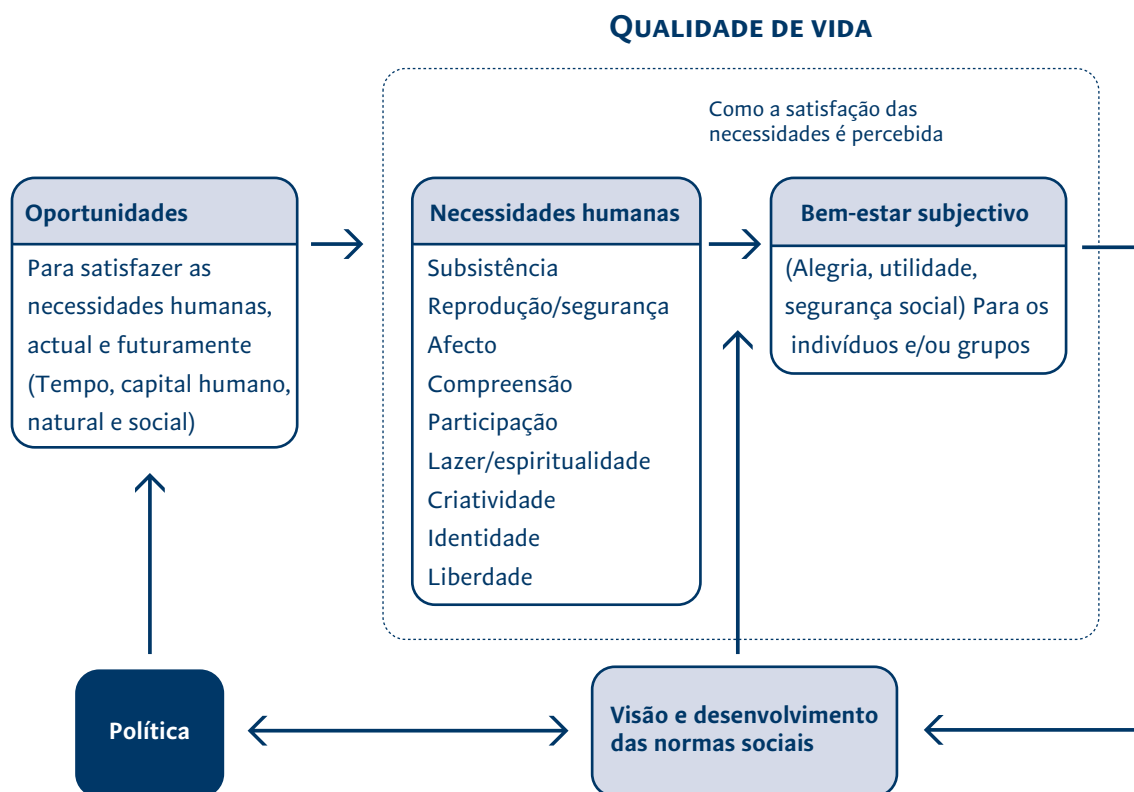 QUALIDADE DE VIDA
Como a satisfação das
necessidades é percebida
Oportunidades
Para satisfazer as
necessidades humanas,
actual e futuramente
(Tempo, capital humano,
natural e social)
Necessidades humanas
Subsistência
Reprodução/segurança
Afecto
Compreensão
Participação
Lazer/espiritualidade
Criatividade
Identidade
Liberdade
Bem-estar subjectivo
(Alegria, utilidade,
segurança social) Para os
indivíduos e/ou grupos
Política
Visão e desenvolvimento
das normas sociais